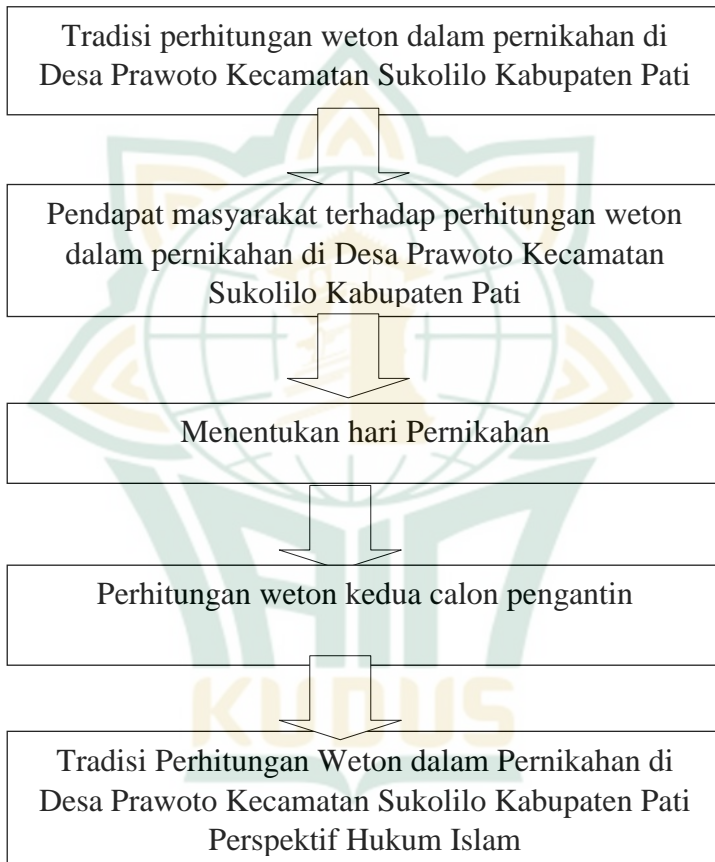 Tradisi perhitungan weton dalam pernikahan di
Desa Prawoto Kecamatan Sukolilo Kabupaten Pati
Pendapat masyarakat terhadap perhitungan weton
dalam pernikahan di Desa Prawoto Kecamatan
Sukolilo Kabupaten Pati
Menentukan hari Pernikahan
Perhitungan weton kedua calon pengantin
Tradisi Perhitungan Weton dalam Pernikahan di
Desa Prawoto Kecamatan Sukolilo Kabupaten Pati
Perspektif Hukum Islam
IAIN
KUDUS